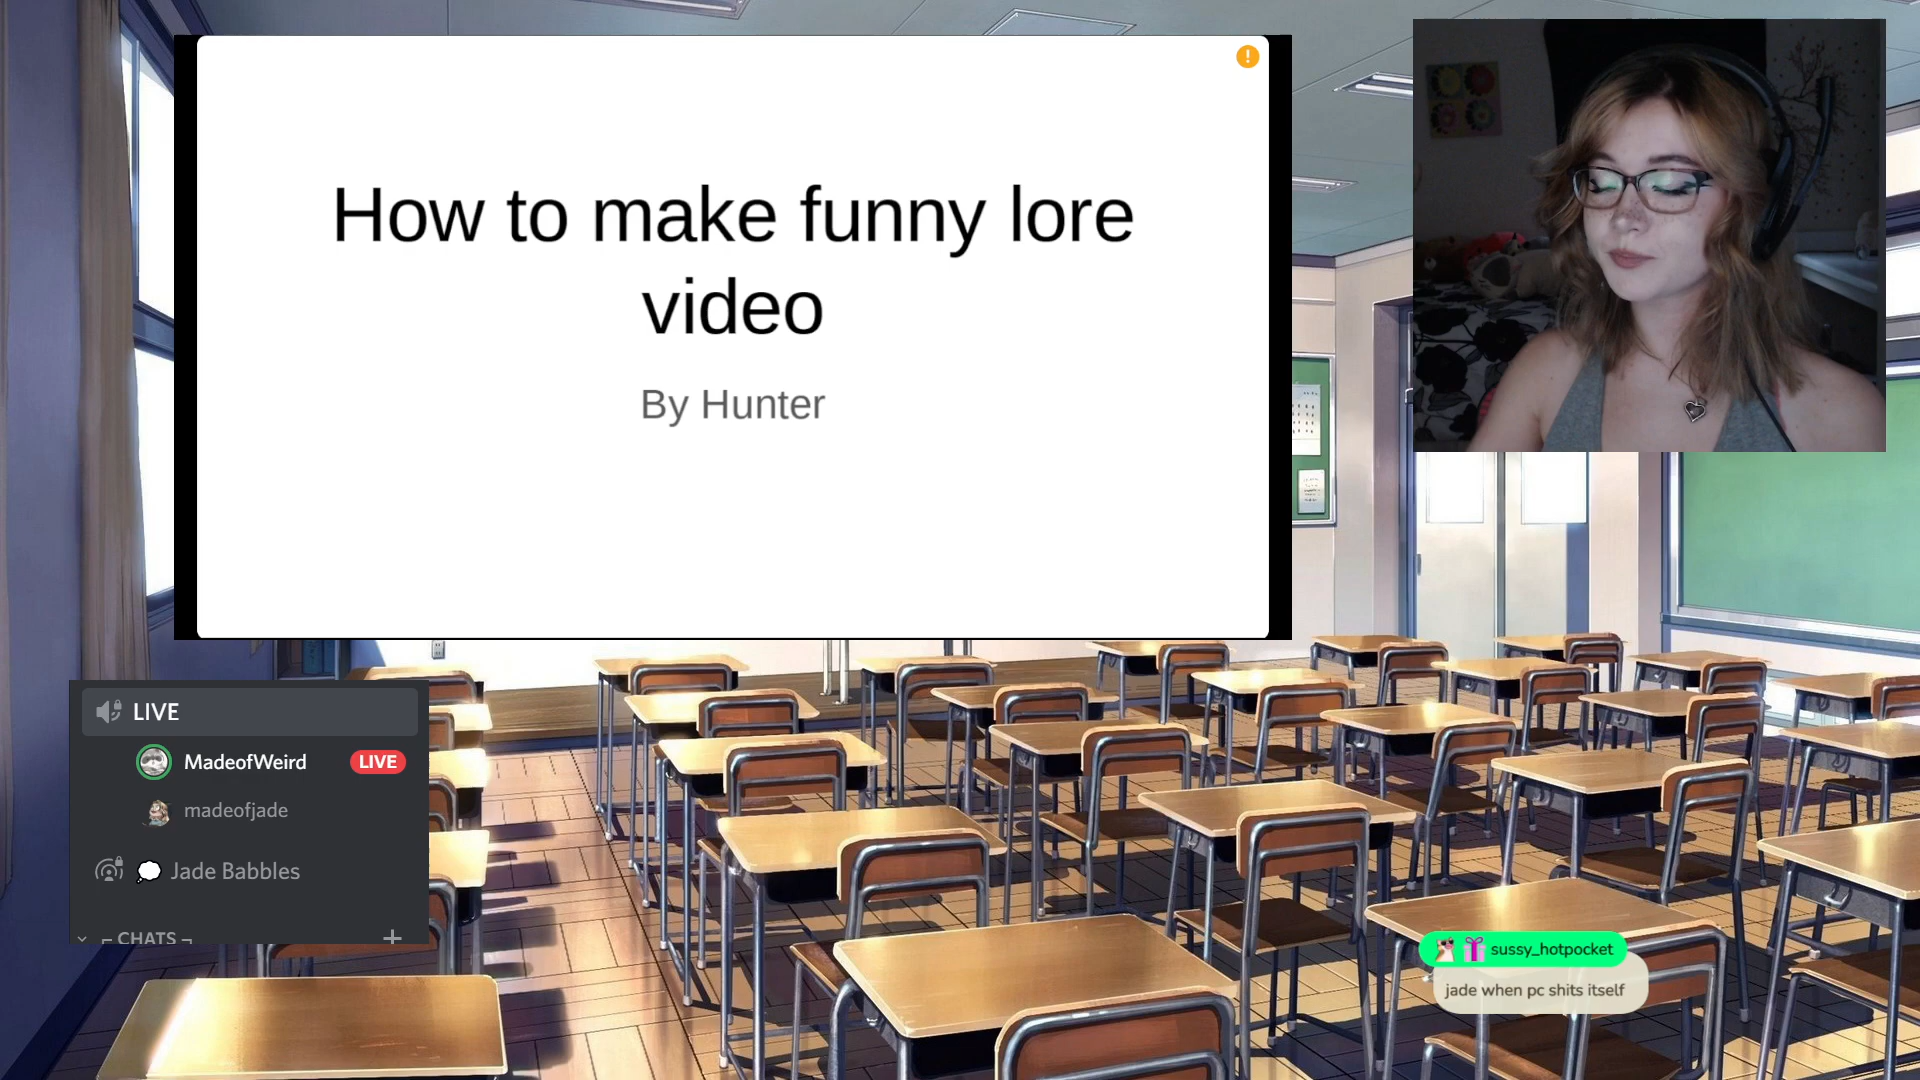 How to make funny lore
video
By Hunter
LIVE
MadeofWeird LIVE
madeofjade
Jade Babbles
CHATS
sussy_hotpocket
jade when pc shits itself